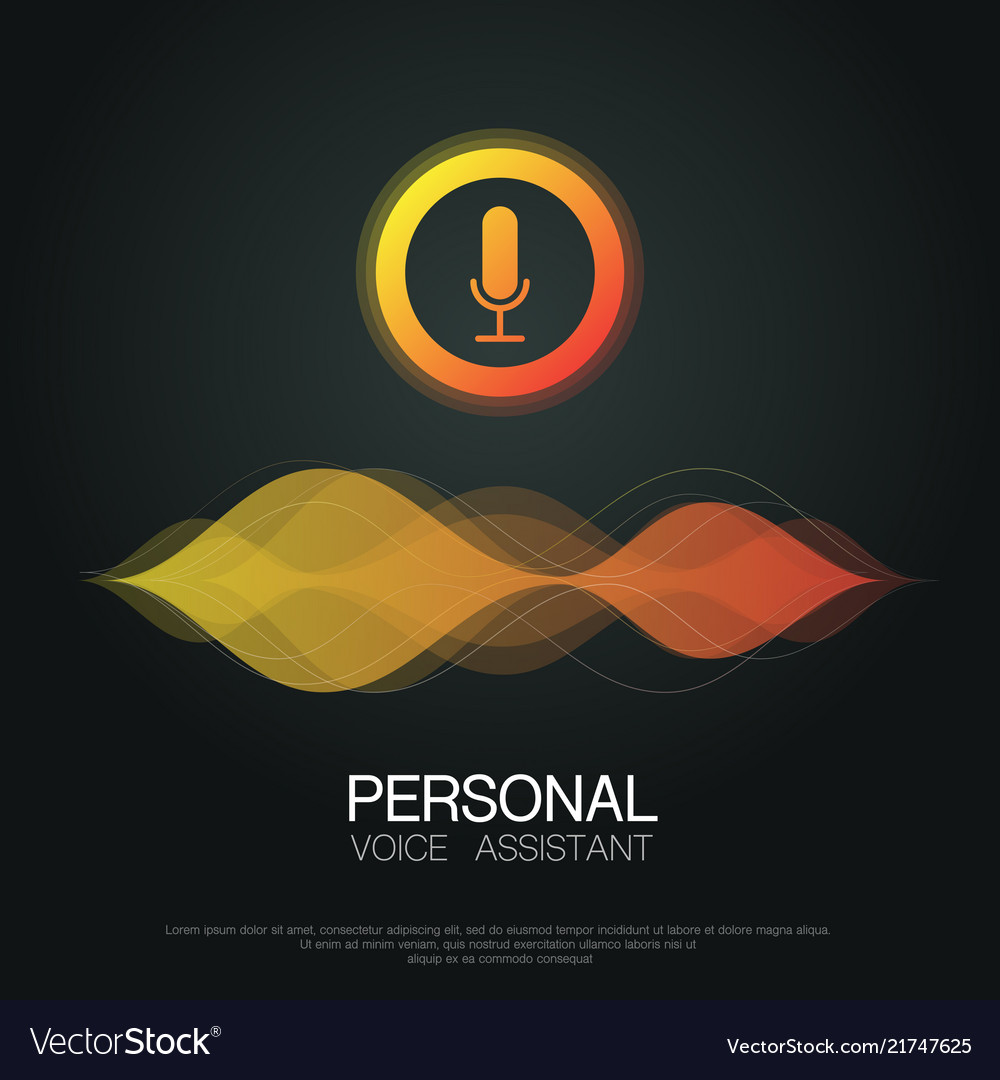 PERSONAL
VOICE ASSISTANT
Lorem ipsum dolor sit amet, consectetur adipiscing elit, sed do eiusmod tempor incididunt ut labore et dolore magna aliqua.
Ut enim ad minim veniam, quis nostrud exercitation ullamco laboris nisi ut
aliquip ex ea commodo consequat
VectorStock®
VectorStock.com/21747625